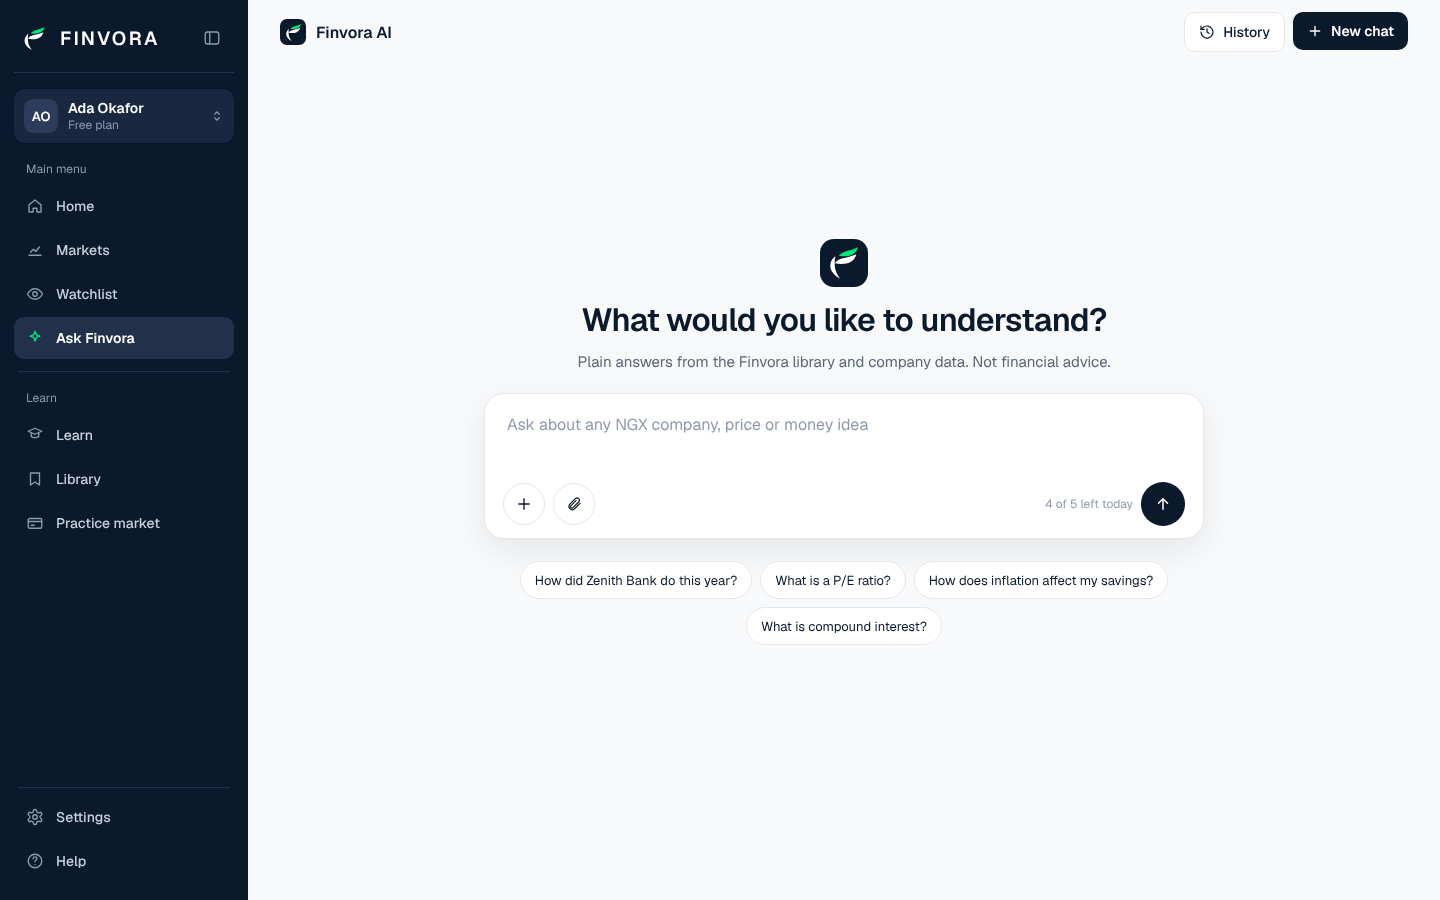 FINVORA
AO
Ada Okafor
Free plan
Main menu
Home
Markets
Watchlist
Ask Finvora
Learn
Learn
Library
Practice market
Settings
Help
Finvora AI
History
New chat
What would you like to understand?
Plain answers from the Finvora library and company data. Not financial advice.
Ask about any NGX company, price or money idea
4 of 5 left today
How did Zenith Bank do this year?
What is a P/E ratio?
How does inflation affect my savings?
What is compound interest?